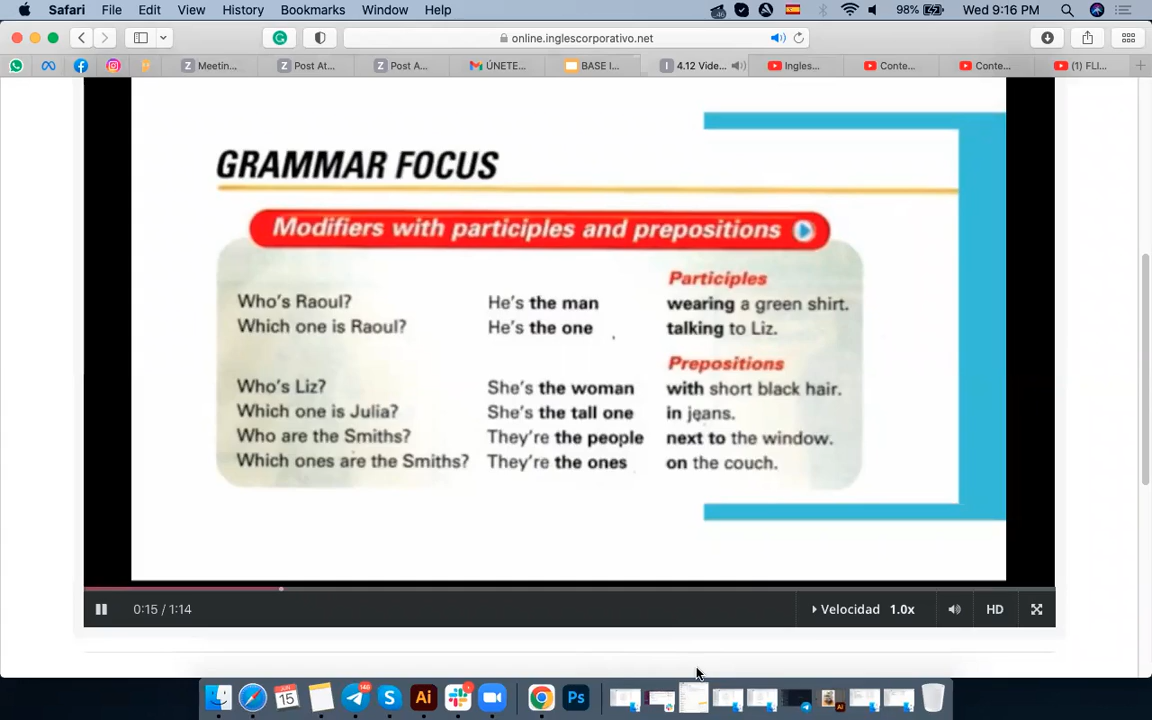 Safari File Edit View History Bookmarks Window Help 98% Wed 9:16 PM
online.inglescorporativo.net
Meetin... Post At... Post A... ÚNETE... BASE I... 4.12 Vide... Ingles... Conte... Conte... (1) FLI...
GRAMMAR FOCUS
Modifiers with participles and prepositions
Participles
Who's Raoul? He's the man wearing a green shirt.
Which one is Raoul? He's the one talking to Liz.
Prepositions
Who's Liz? She's the woman with short black hair.
Which one is Julia? She's the tall one in jeans.
Who are the Smiths? They're the people next to the window.
Which ones are the Smiths? They're the ones on the couch.
0:15 / 1:14 Velocidad 1.0x HD
JUN
15
Ai
Ps